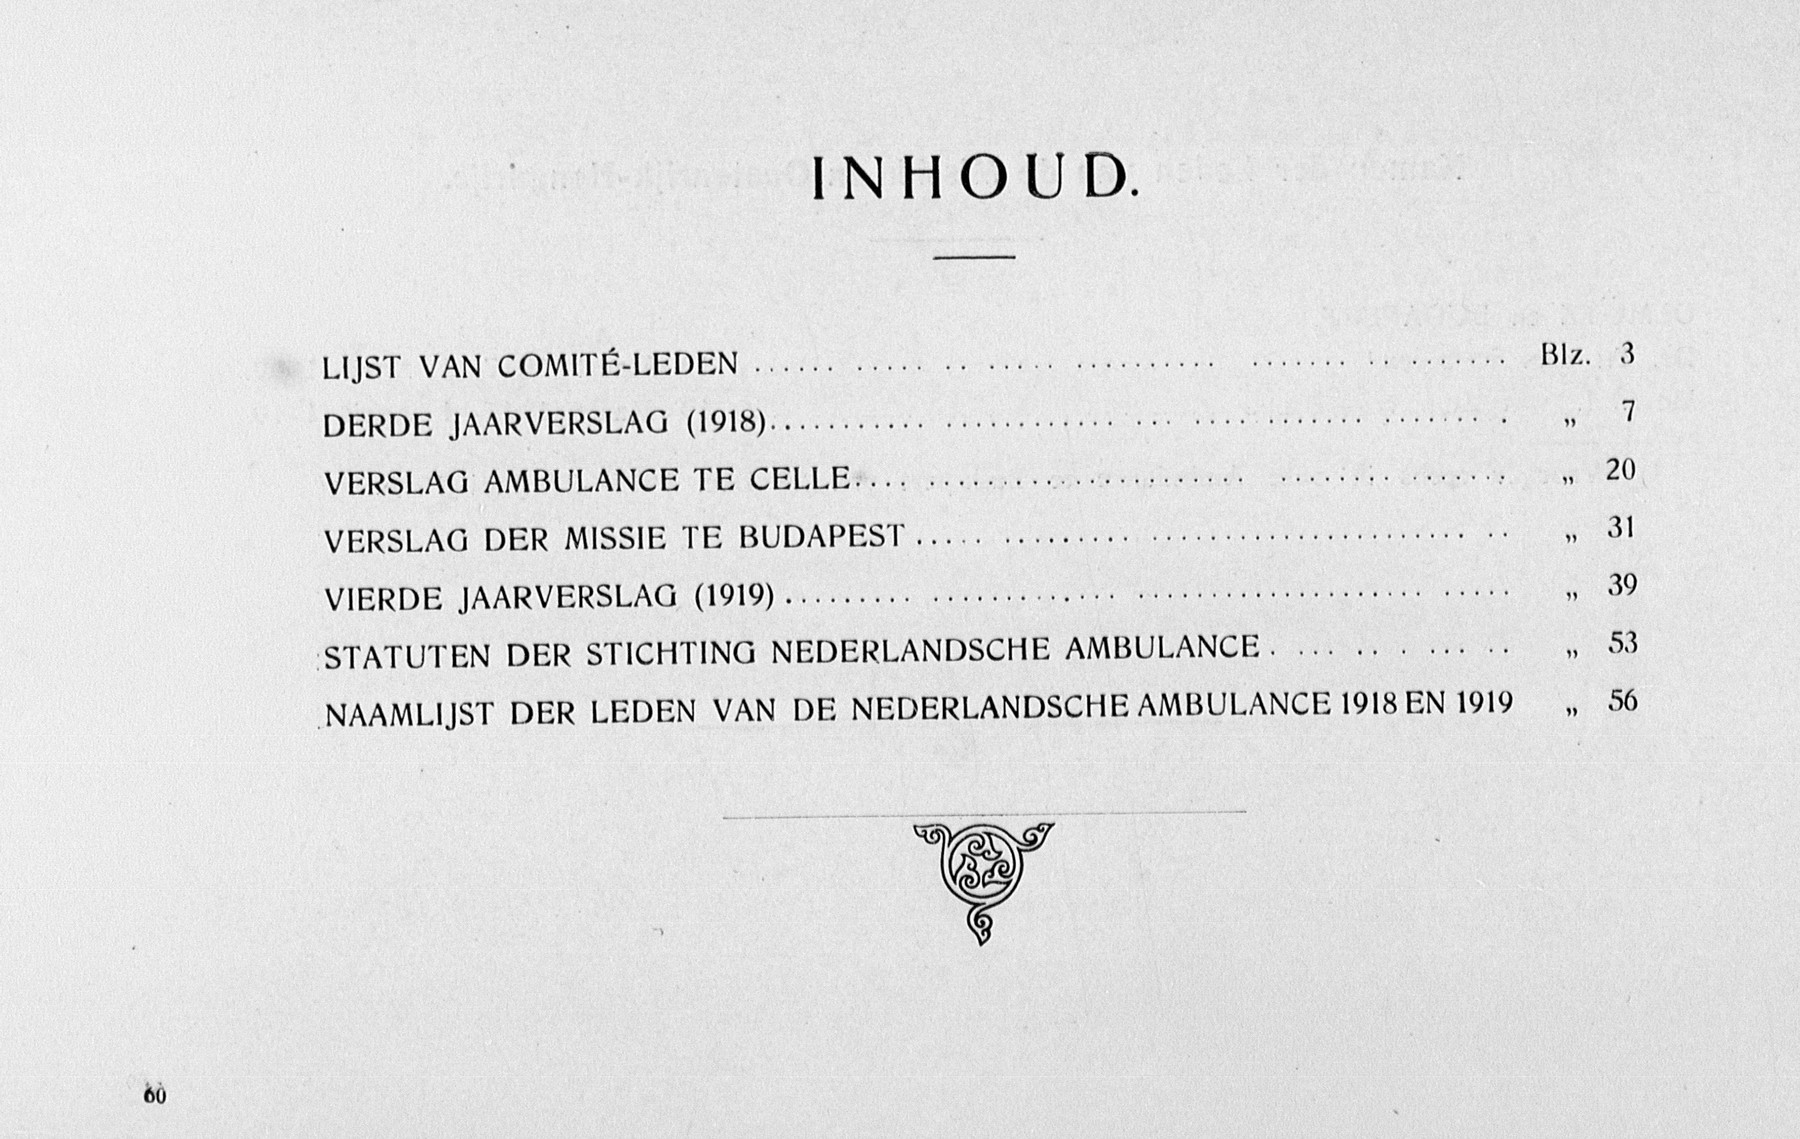 INHOUD.
LIJST VAN COMITÉ-LEDEN Blz. 3
DERDE JAARVERSLAG (1918) „ 7
VERSLAG AMBULANCE TE CELLE „ 20
VERSLAG DER MISSIE TE BUDAPEST „ 31
VIERDE JAARVERSLAG (1919) „ 39
STATUTEN DER STICHTING NEDERLANDSCHE AMBULANCE „ 53
NAAMLIJST DER LEDEN VAN DE NEDERLANDSCHE AMBULANCE 1918 EN 1919 „ 56
60